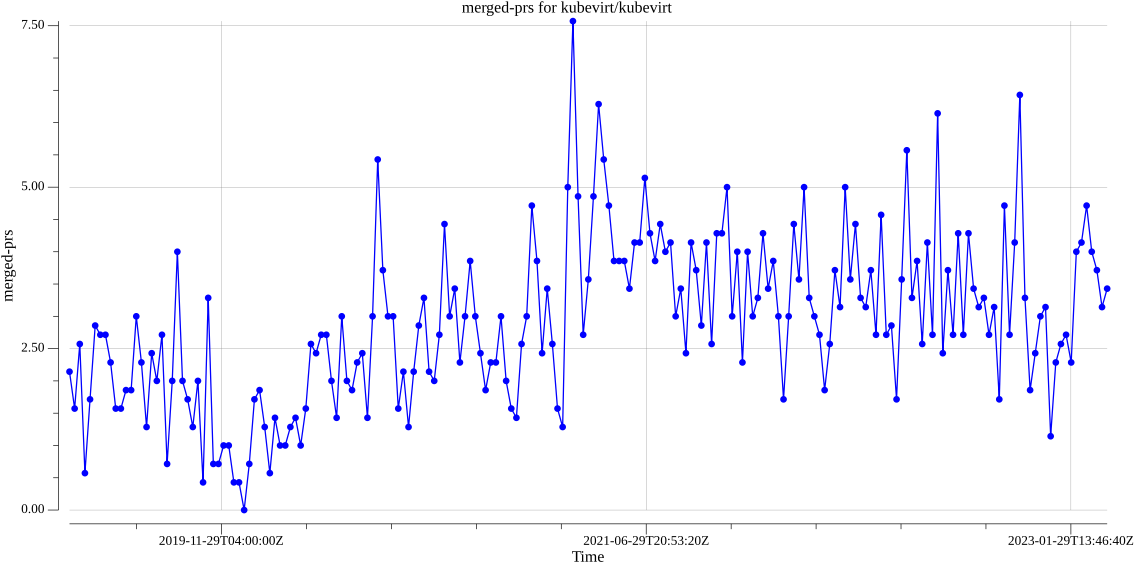 merged-prs for kubevirt/kubevirt
7.50
5.00
merged-prs
2.50
0.00
2019-11-29T04:00:00Z 2021-06-29T20:53:20Z 2023-01-29T13:46:40Z
Time